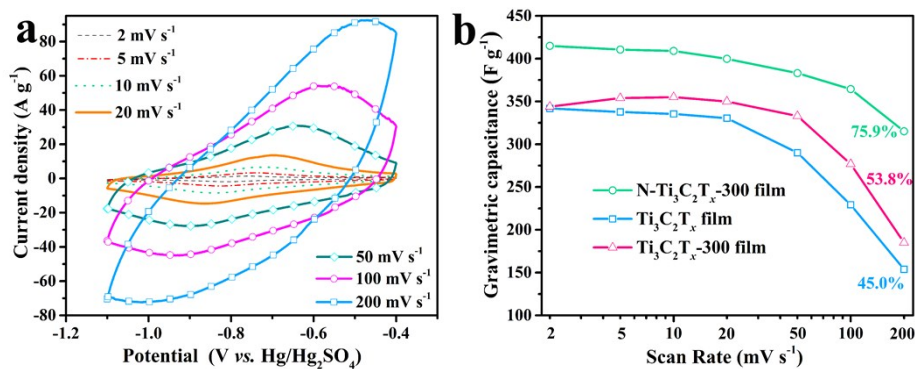 a
2 mV s⁻¹
5 mV s⁻¹
10 mV s⁻¹
20 mV s⁻¹
50 mV s⁻¹
100 mV s⁻¹
200 mV s⁻¹
Current density (A g⁻¹)
80
60
40
20
0
-20
-40
-60
-80
-1.2
-1.0
-0.8
-0.6
-0.4
Potential (V vs. Hg/Hg₂SO₄)
b
Gravimetric capacitance (F g⁻¹)
450
400
350
300
250
200
150
100
75.9%
53.8%
45.0%
N-Ti₃C₂Tₓ-300 film
Ti₃C₂Tₓ film
Ti₃C₂Tₓ-300 film
2
5
10
20
50
100
200
Scan Rate (mV s⁻¹)